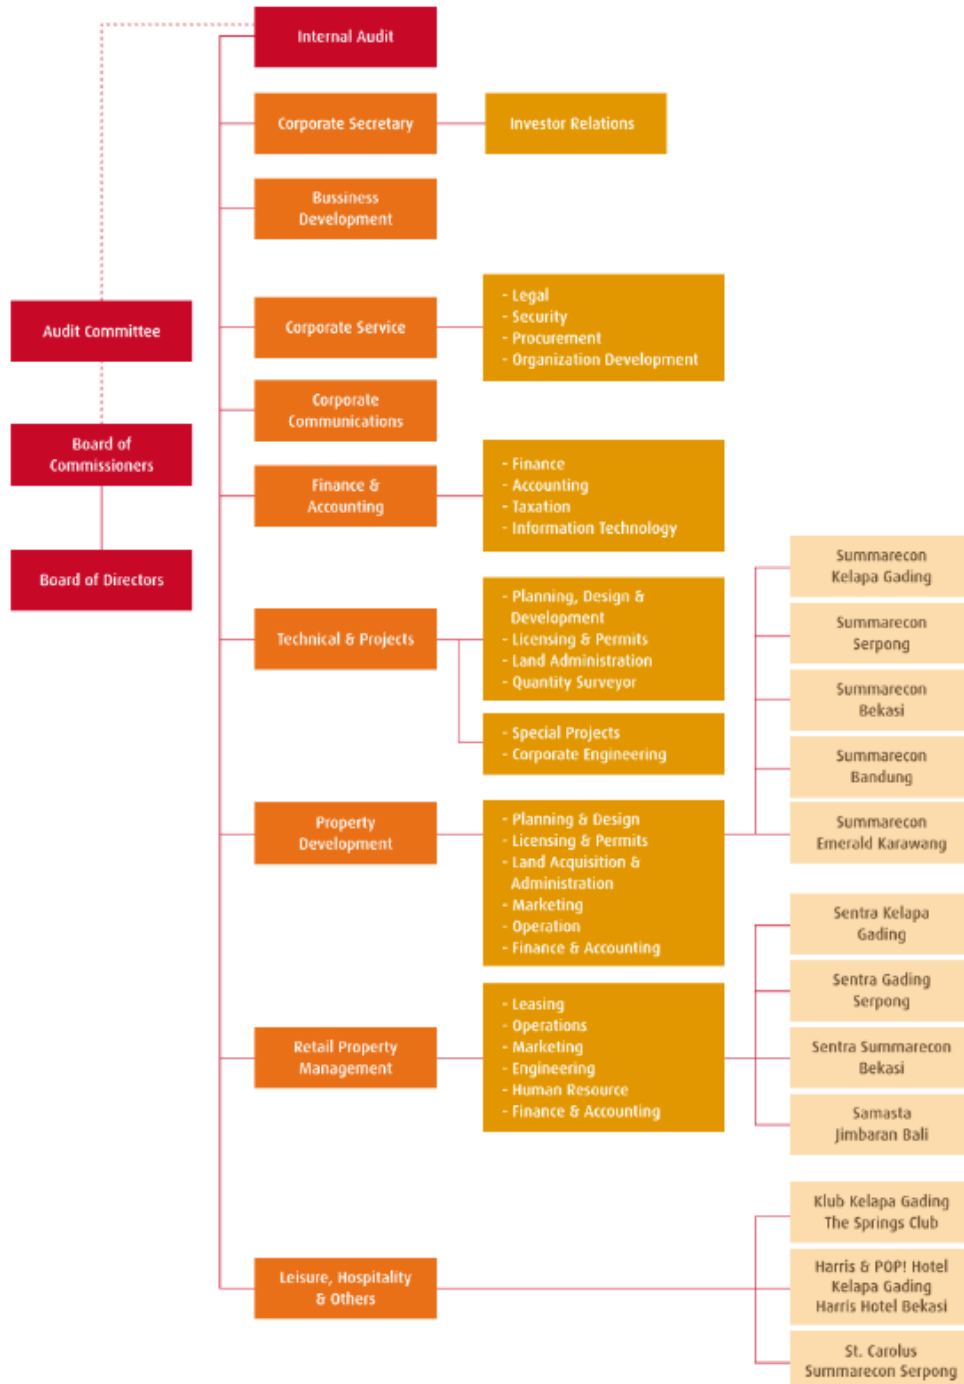 Internal Audit
Corporate Secretary
Investor Relations
Bussiness
Development
Audit Committee
Corporate Service
- Legal
- Security
- Procurement
- Organization Development
Corporate
Communications
Board of
Commissioners
Finance &
Accounting
- Finance
- Accounting
- Taxation
- Information Technology
Board of Directors
Technical & Projects
- Planning, Design &
Development
- Licensing & Permits
- Land Administration
- Quantity Surveyor
- Special Projects
- Corporate Engineering
Property
Development
- Planning & Design
- Licensing & Permits
- Land Acquisition &
Administration
- Marketing
- Operation
- Finance & Accounting
Summarecon
Kelapa Gading
Summarecon
Serpong
Summarecon
Bekasi
Summarecon
Bandung
Summarecon
Emerald Karawang
Retail Property
Management
- Leasing
- Operations
- Marketing
- Engineering
- Human Resource
- Finance & Accounting
Sentra Kelapa
Gading
Sentra Gading
Serpong
Sentra Summarecon
Bekasi
Samasta
Jimbaran Bali
Leisure, Hospitality
& Others
Klub Kelapa Gading
The Springs Club
Harris & POP! Hotel
Kelapa Gading
Harris Hotel Bekasi
St. Carolus
Summarecon Serpong